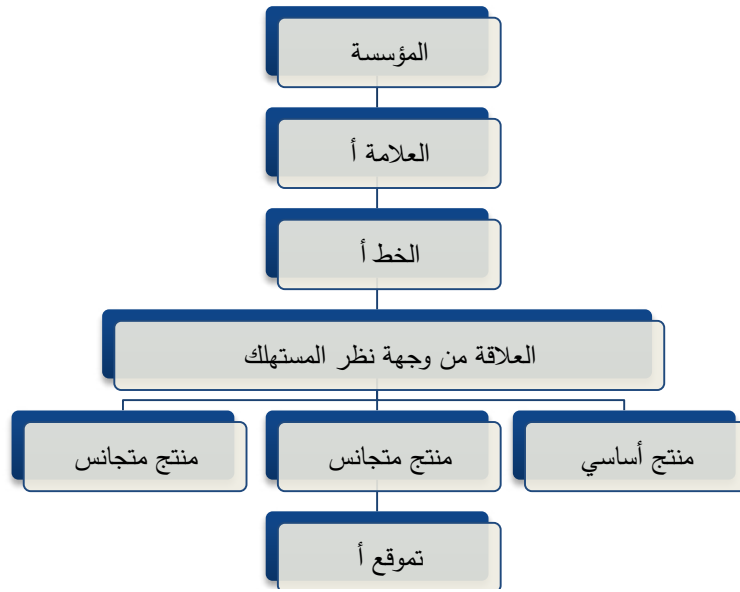 المؤسسة
العلامة أ
الخط أ
العلاقة من وجهة نظر المستهلك
منتج أساسي
منتج متجانس
منتج متجانس
تموقع أ